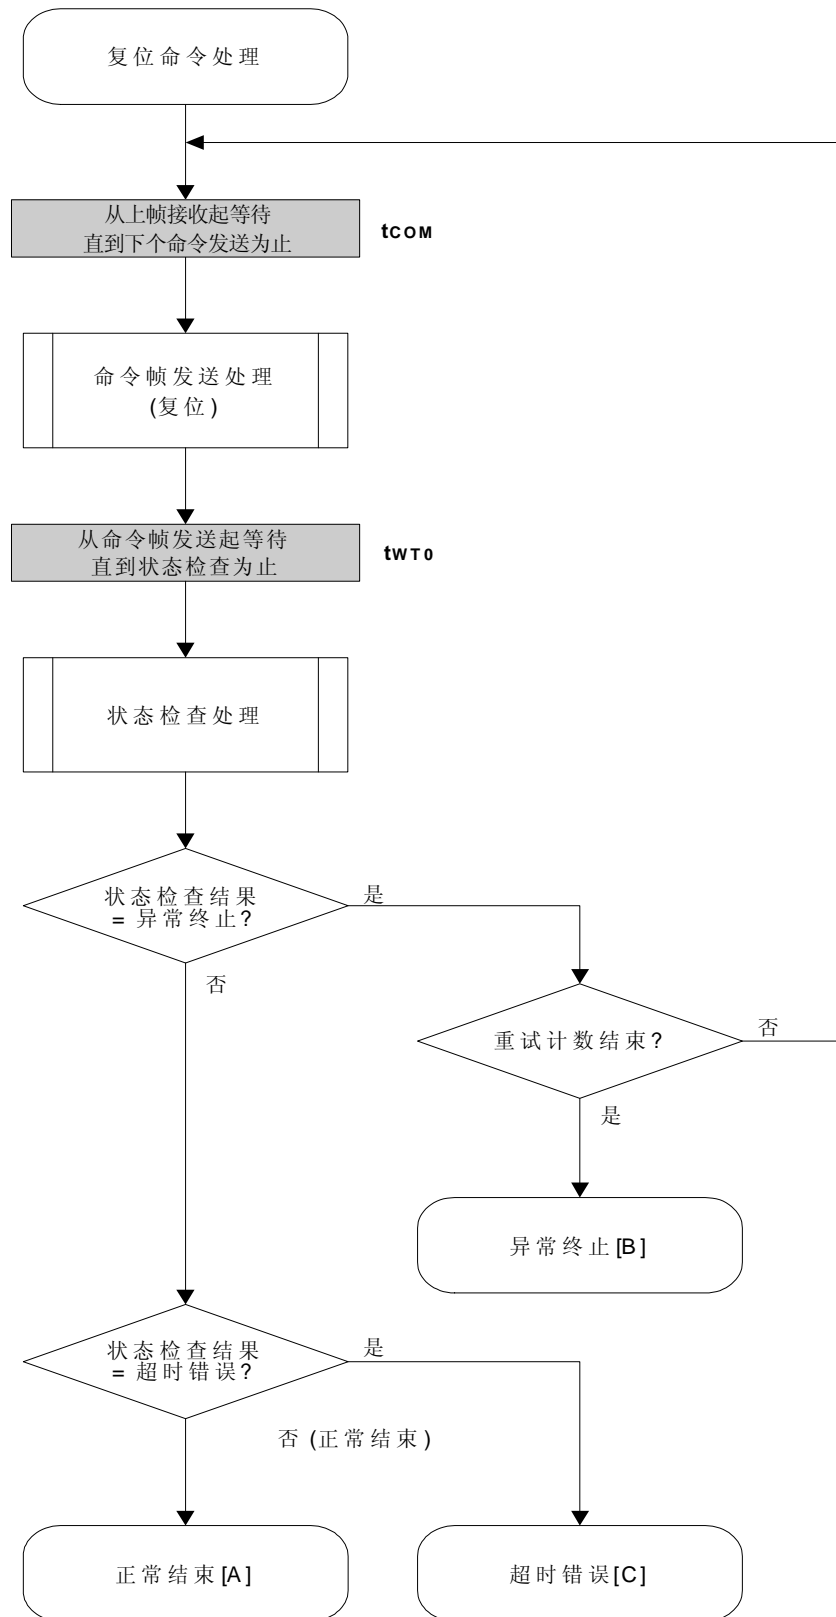 复位命令处理
从上帧接收起等待
直到下个命令发送为止
tCOM
命令帧发送处理
(复位)
从命令帧发送起等待
直到状态检查为止
tWT0
状态检查处理
状态检查结果
= 异常终止?
是
否
重试计数结束?
否
是
异常终止[B]
状态检查结果
= 超时错误?
是
否 (正常结束)
正常结束[A]
超时错误[C]